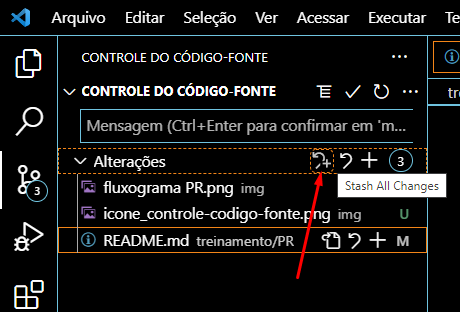 Arquivo Editar Seleção Ver Acessar Executar T
CONTROLE DO CÓDIGO-FONTE
CONTROLE DO CÓDIGO-FONTE
Mensagem (Ctrl+Enter para confirmar em 'm...
tre
Alterações 3
Stash All Changes
3
fluxograma PR.png img
icone_controle-codigo-fonte.png img U
README.md treinamento/PR M